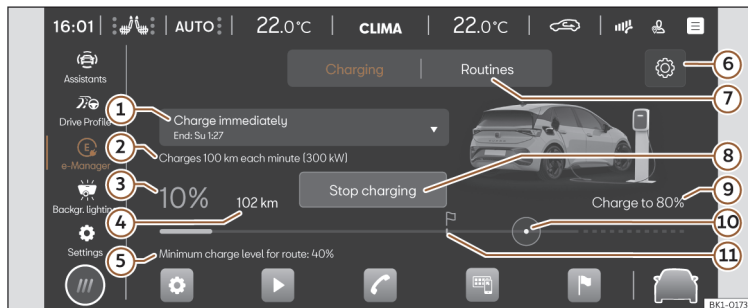 16:01 AUTO 22.0°C CLIMA 22.0°C
Charging Routines
6
Assistants
7
1
Charge immediately
End: Su 1:27
Drive Profile
E
e-Manager
2
Charges 100 km each minute (300 kW)
8
3
10%
102 km
Stop charging
Charge to 80%
9
Backgr. lighting
4
10
11
Settings
5
Minimum charge level for route: 40%
BK1-0173